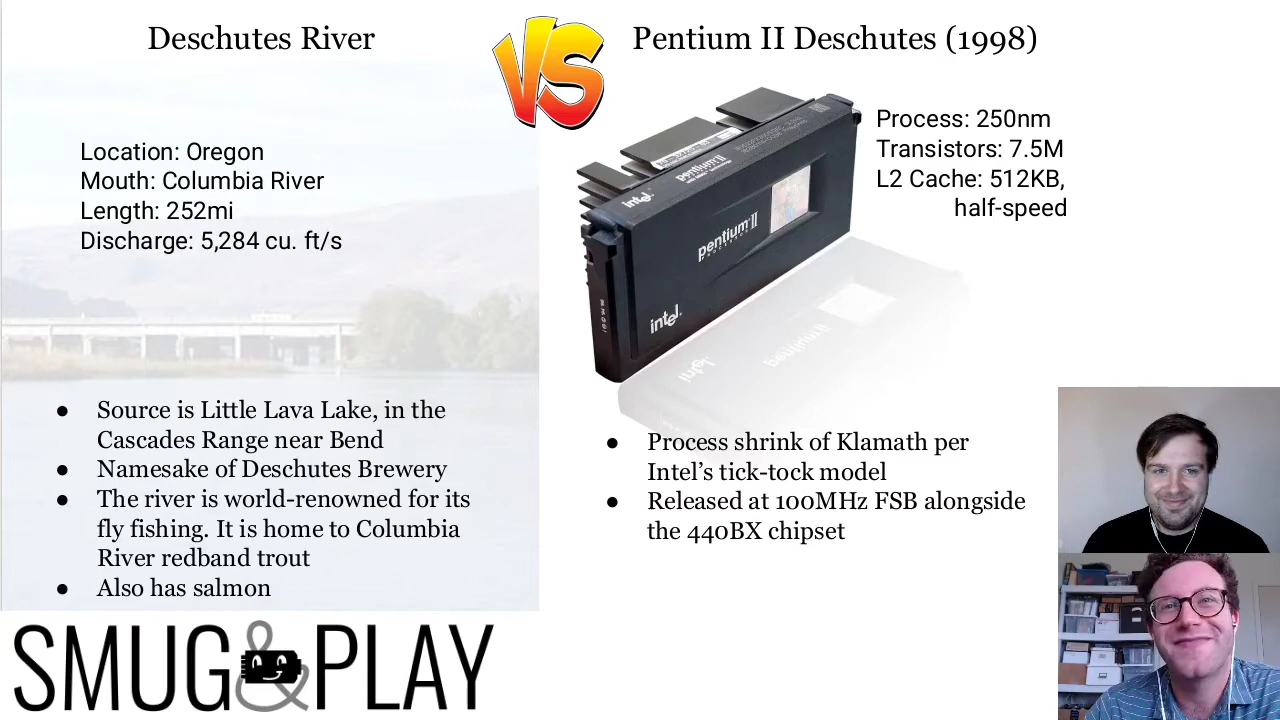 Deschutes River
VS
Pentium II Deschutes (1998)
Location: Oregon
Mouth: Columbia River
Length: 252mi
Discharge: 5,284 cu. ft/s
Process: 250nm
Transistors: 7.5M
L2 Cache: 512KB,
half-speed
pentium II
intel
pentium II
PROCESSOR
intel
Source is Little Lava Lake, in the
Cascades Range near Bend
Namesake of Deschutes Brewery
The river is world-renowned for its
fly fishing. It is home to Columbia
River redband trout
Also has salmon
Process shrink of Klamath per
Intel's tick-tock model
Released at 100MHz FSB alongside
the 440BX chipset
SMUG&PLAY